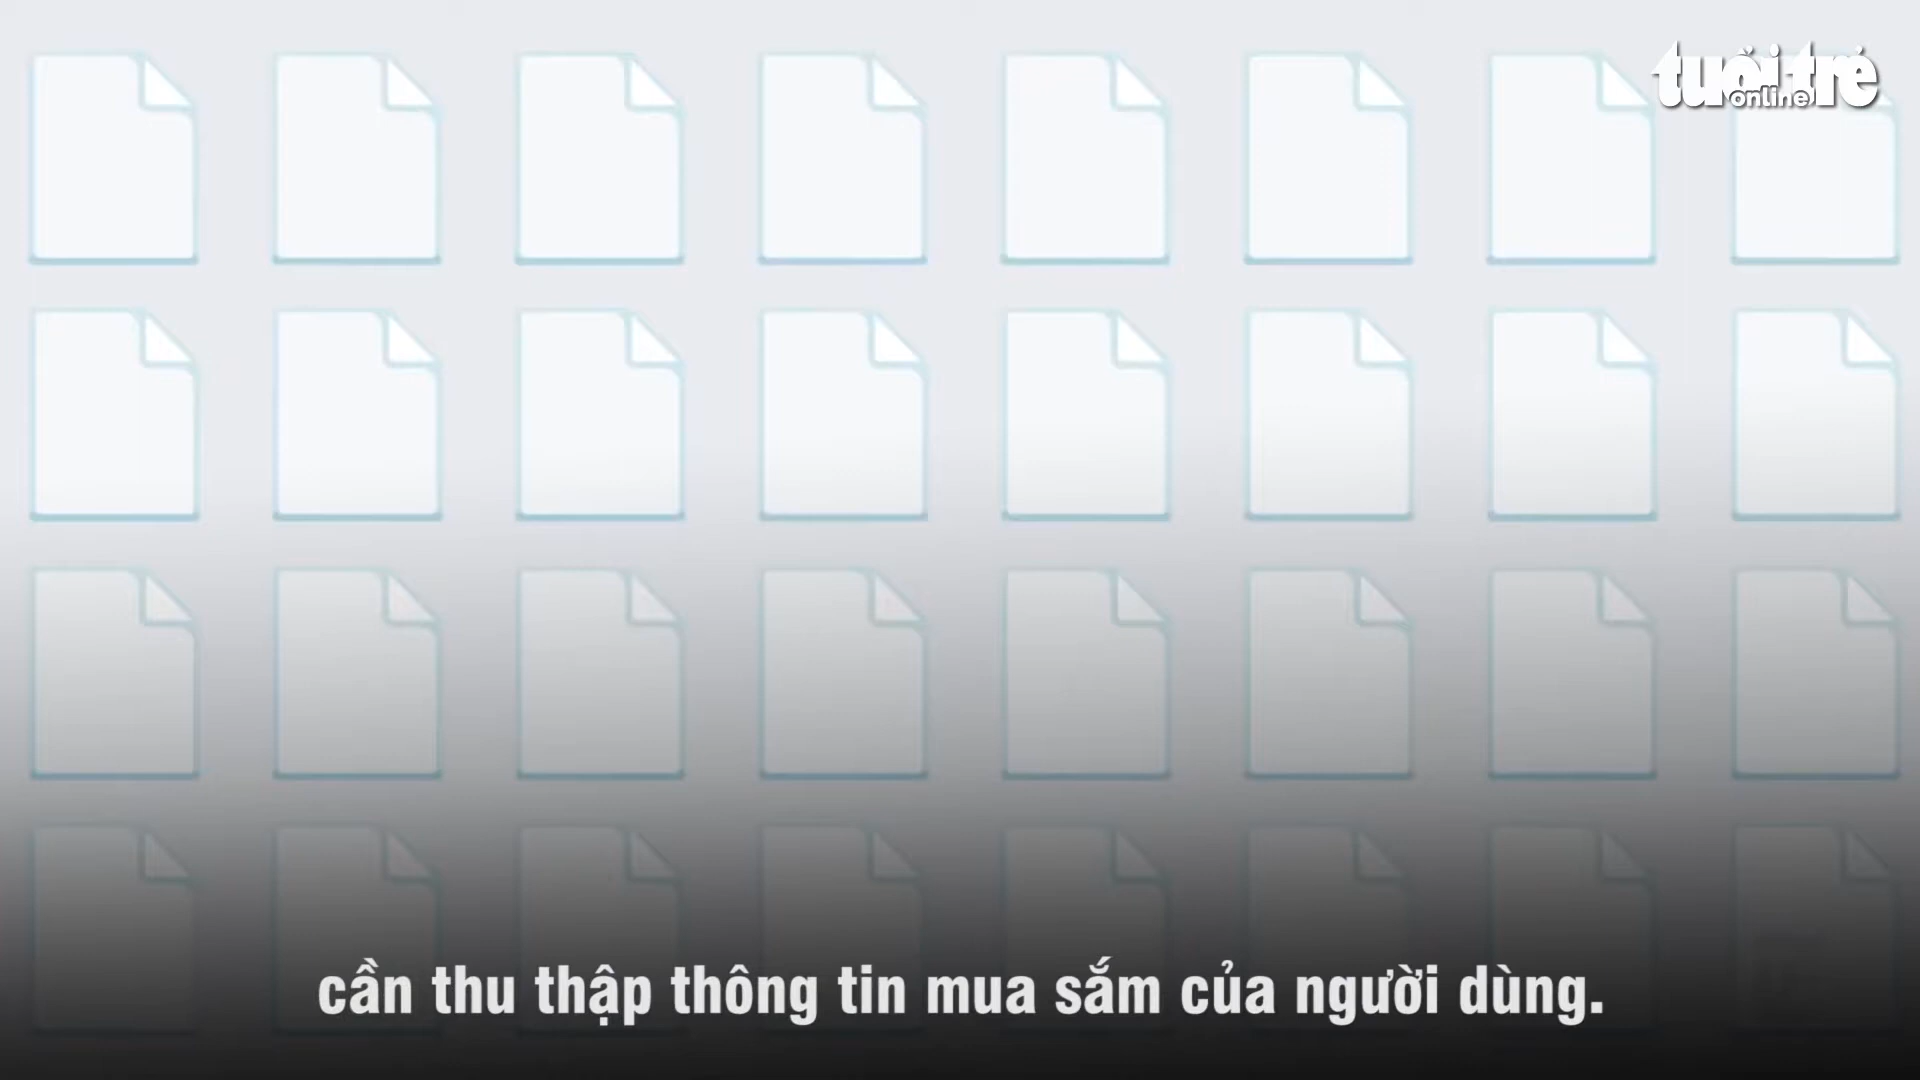 tuổi trẻ
online
cần thu thập thông tin mua sắm của người dùng.